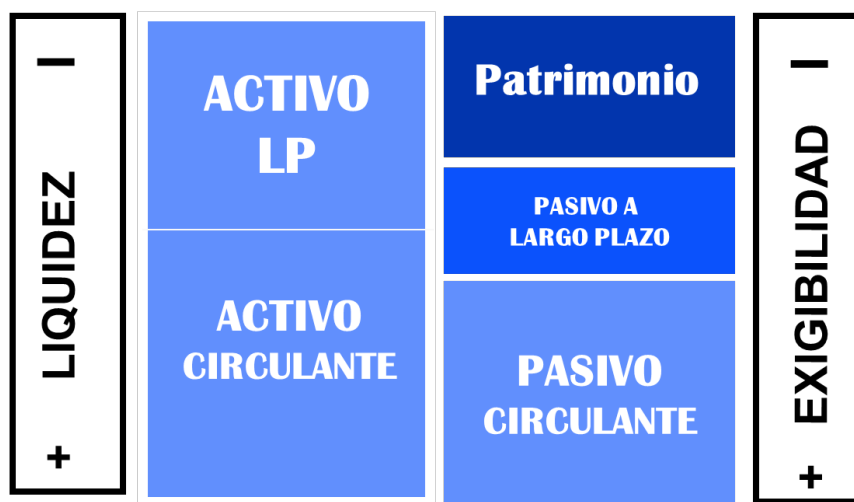 — LIQUIDEZ +
ACTIVO
LP
ACTIVO
CIRCULANTE
Patrimonio
PASIVO A
LARGO PLAZO
PASIVO
CIRCULANTE
— EXIGIBILIDAD +